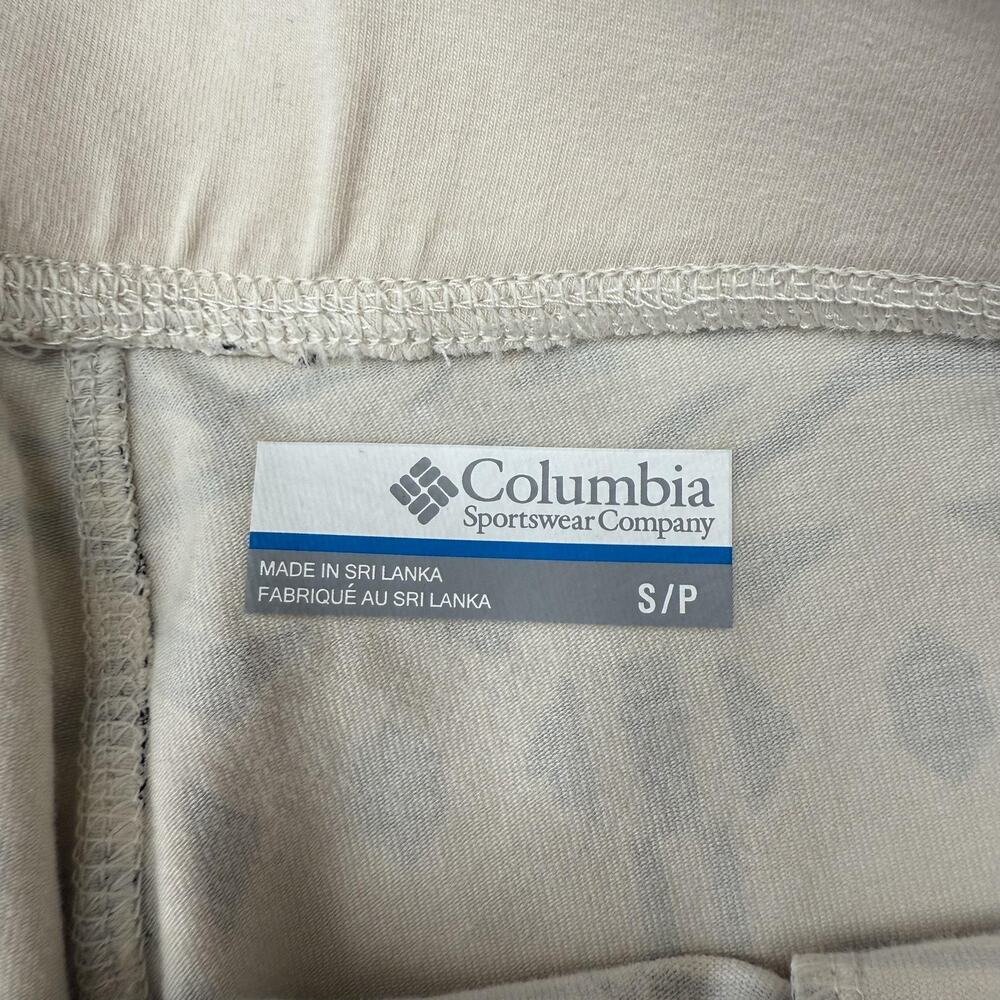 Columbia
Sportswear Company
MADE IN SRI LANKA
FABRIQUÉ AU SRI LANKA
S/P